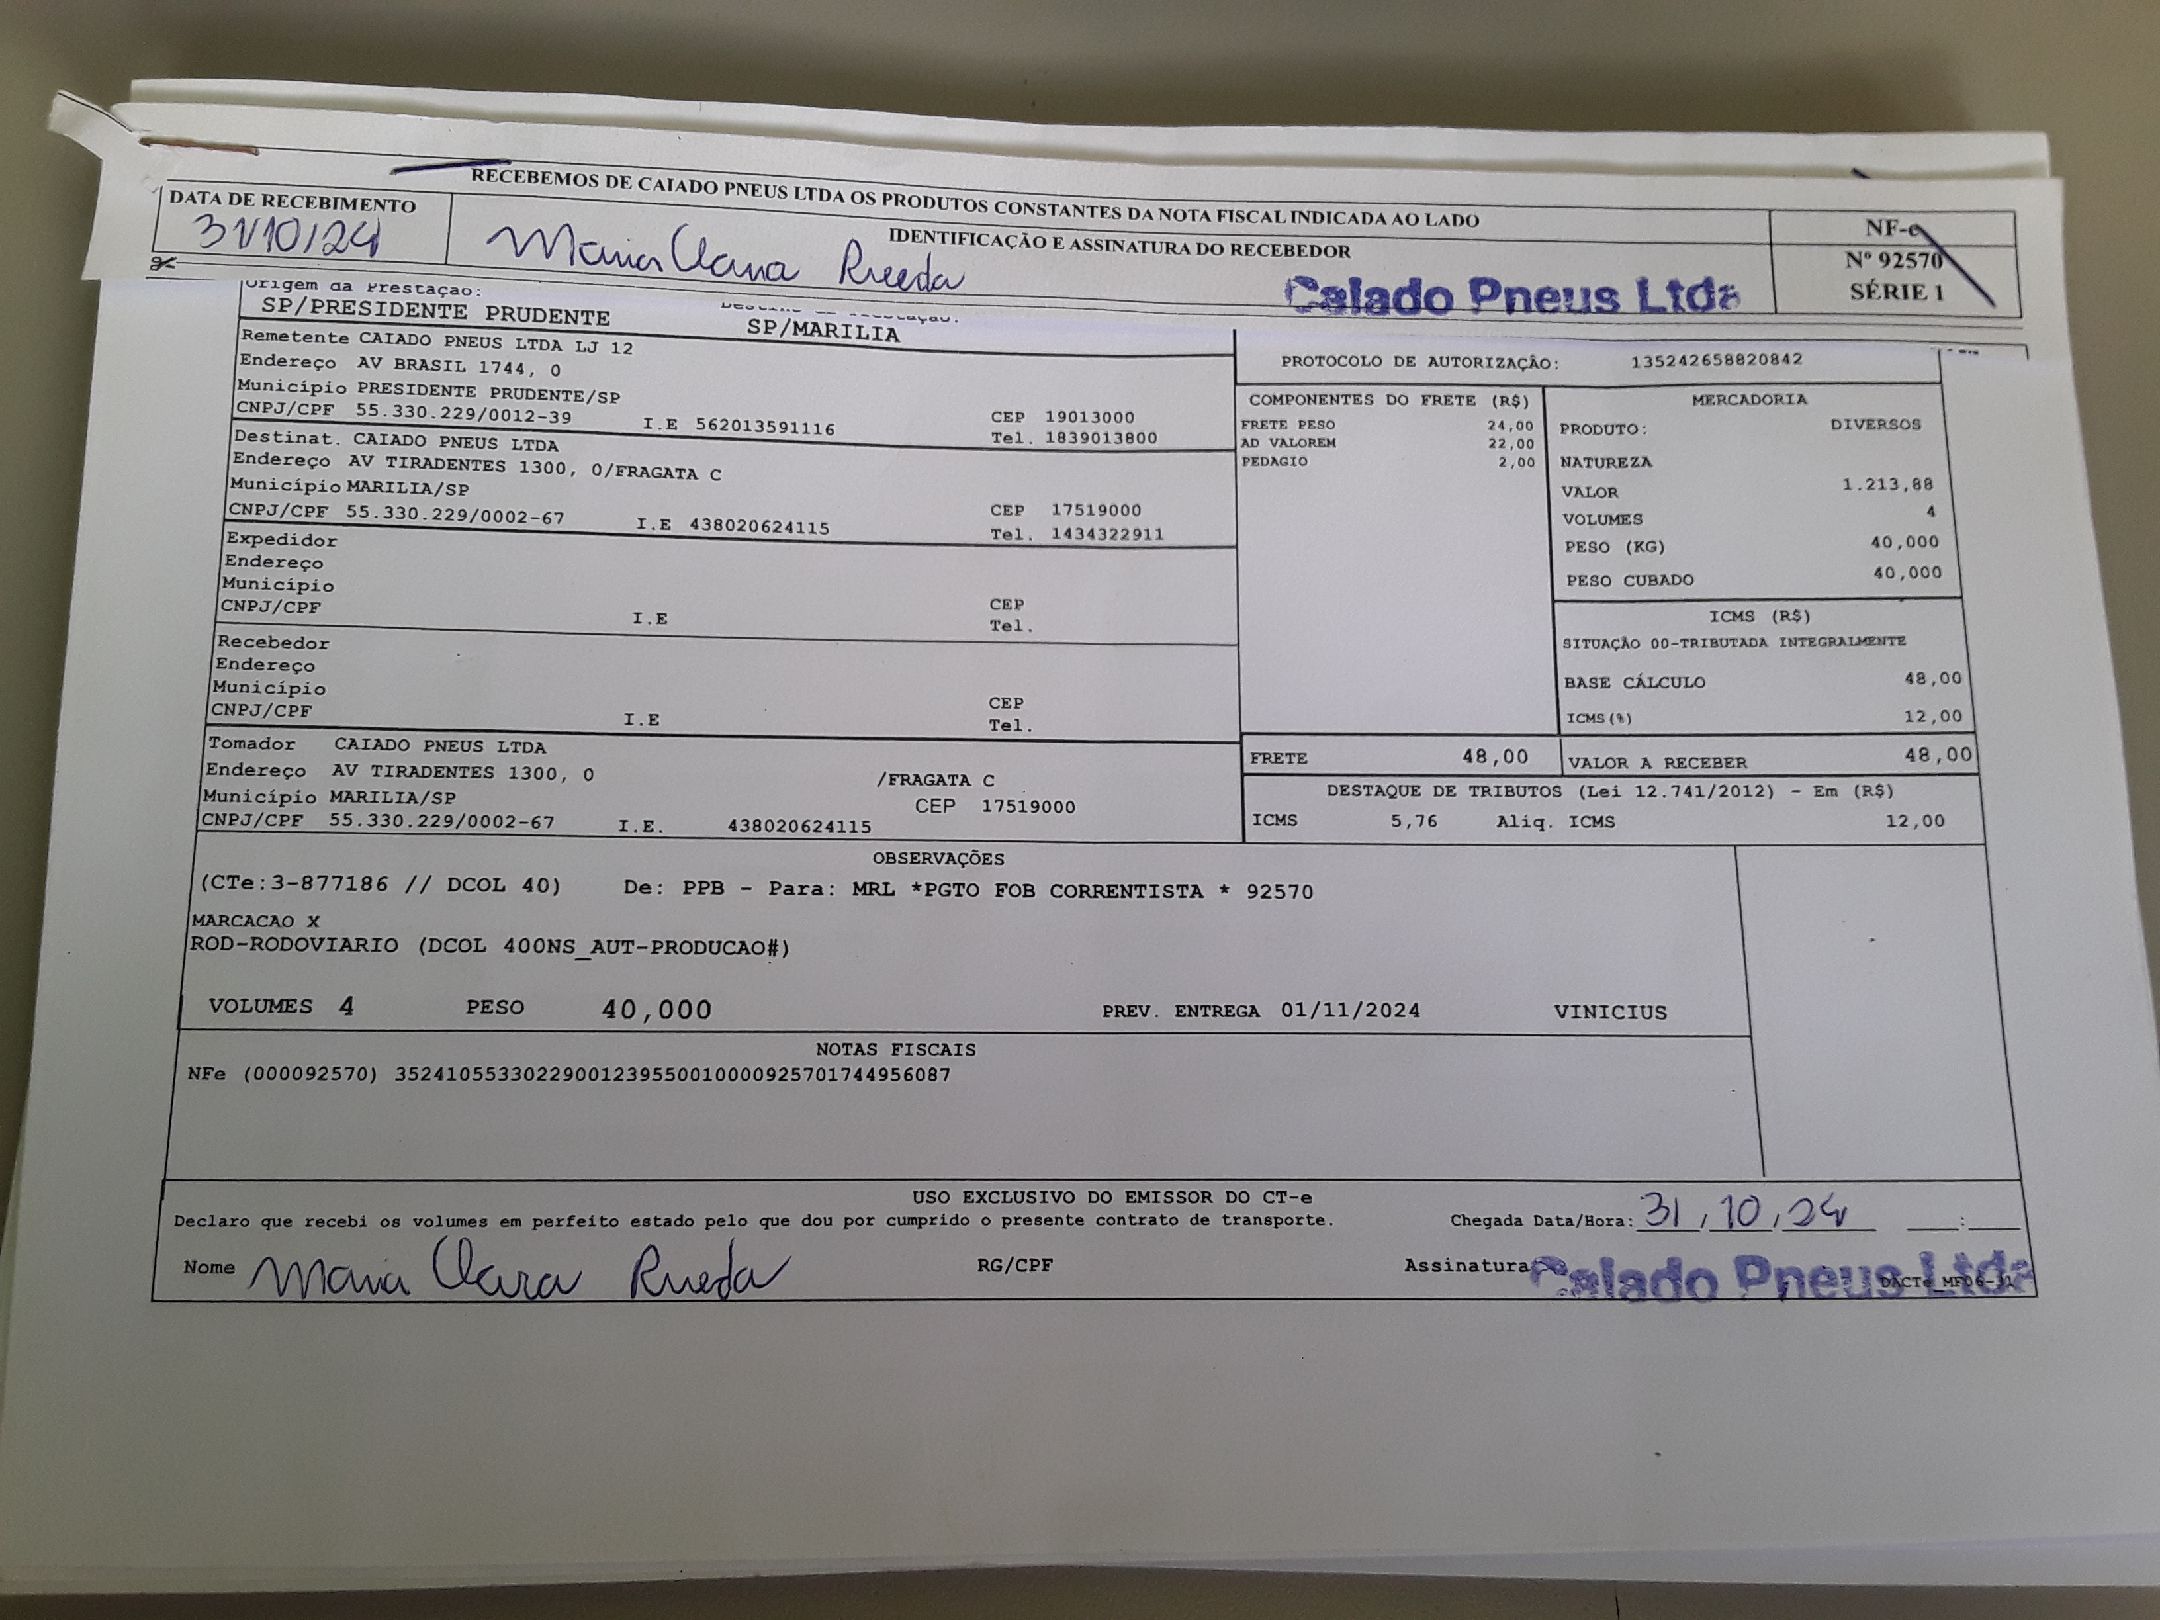 RECEBEMOS DE CAIADO PNEUS LTDA OS PRODUTOS CONSTANTES DA NOTA FISCAL INDICADA AO LADO
DATA DE RECEBIMENTO
31/10/24
IDENTIFICAÇÃO E ASSINATURA DO RECEBEDOR
Maria Clara Rueda
Caiado Pneus Ltda
NF-e
Nº 92570
SÉRIE 1
Origem da Prestação:
SP/PRESIDENTE PRUDENTE
SP/MARILIA
Remetente CAIADO PNEUS LTDA LJ 12
Endereço AV BRASIL 1744, 0
Município PRESIDENTE PRUDENTE/SP
CNPJ/CPF 55.330.229/0012-39 I.E 562013591116
CEP 19013000
Tel. 1839013800
Destinat. CAIADO PNEUS LTDA
Endereço AV TIRADENTES 1300, 0/FRAGATA C
Município MARILIA/SP
CNPJ/CPF 55.330.229/0002-67 I.E 438020624115
CEP 17519000
Tel. 1434322911
Expedidor
Endereço
Município
CNPJ/CPF I.E
CEP
Tel.
Recebedor
Endereço
Município
CNPJ/CPF I.E
CEP
Tel.
Tomador CAIADO PNEUS LTDA
Endereço AV TIRADENTES 1300, 0 /FRAGATA C
Município MARILIA/SP CEP 17519000
CNPJ/CPF 55.330.229/0002-67 I.E. 438020624115
PROTOCOLO DE AUTORIZAÇÃO: 135242658820842
COMPONENTES DO FRETE (R$)
FRETE PESO 24,00
AD VALOREM 22,00
PEDAGIO 2,00
MERCADORIA
PRODUTO: DIVERSOS
NATUREZA
VALOR 1.213,88
VOLUMES 4
PESO (KG) 40,000
PESO CUBADO 40,000
ICMS (R$)
SITUAÇÃO 00-TRIBUTADA INTEGRALMENTE
BASE CÁLCULO 48,00
ICMS(%) 12,00
FRETE 48,00 VALOR A RECEBER 48,00
DESTAQUE DE TRIBUTOS (Lei 12.741/2012) - Em (R$)
ICMS 5,76 Aliq. ICMS 12,00
OBSERVAÇÕES
(CTe:3-877186 // DCOL 40) De: PPB - Para: MRL *PGTO FOB CORRENTISTA * 92570
MARCACAO X
ROD-RODOVIARIO (DCOL 400NS_AUT-PRODUCAO#)
VOLUMES 4 PESO 40,000 PREV. ENTREGA 01/11/2024 VINICIUS
NOTAS FISCAIS
NFe (000092570) 35241055330229001239550010000925701744956087
USO EXCLUSIVO DO EMISSOR DO CT-e
Declaro que recebi os volumes em perfeito estado pelo que dou por cumprido o presente contrato de transporte. Chegada Data/Hora: 31/10/24 __:__
Nome Maria Clara Rueda RG/CPF Assinatura Caiado Pneus Ltda
DACTe MF06-31